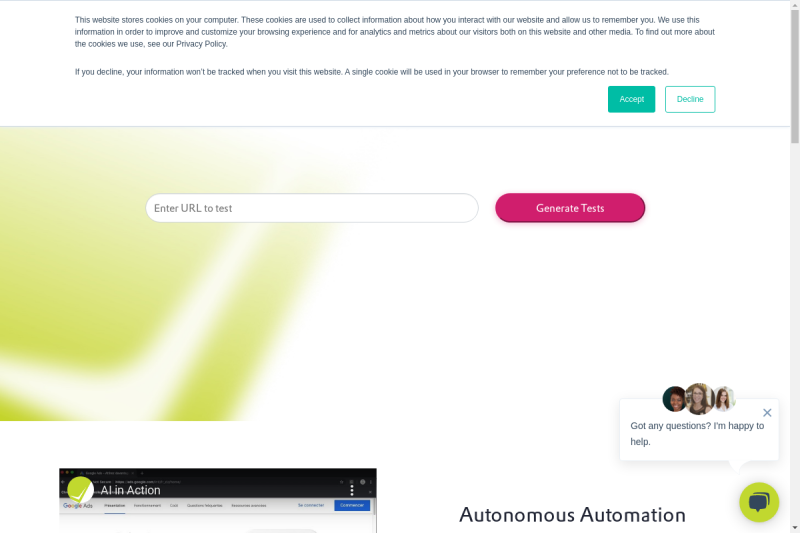 This website stores cookies on your computer. These cookies are used to collect information about how you interact with our website and allow us to remember you. We use this
information in order to improve and customize your browsing experience and for analytics and metrics about our visitors both on this website and other media. To find out more about
the cookies we use, see our Privacy Policy.
If you decline, your information won't be tracked when you visit this website. A single cookie will be used in your browser to remember your preference not to be tracked.
Accept
Decline
Enter URL to test
Generate Tests
Got any questions? I'm happy to
help.
AI in Action
Google Ads
Se connecter
Commencer
Autonomous Automation